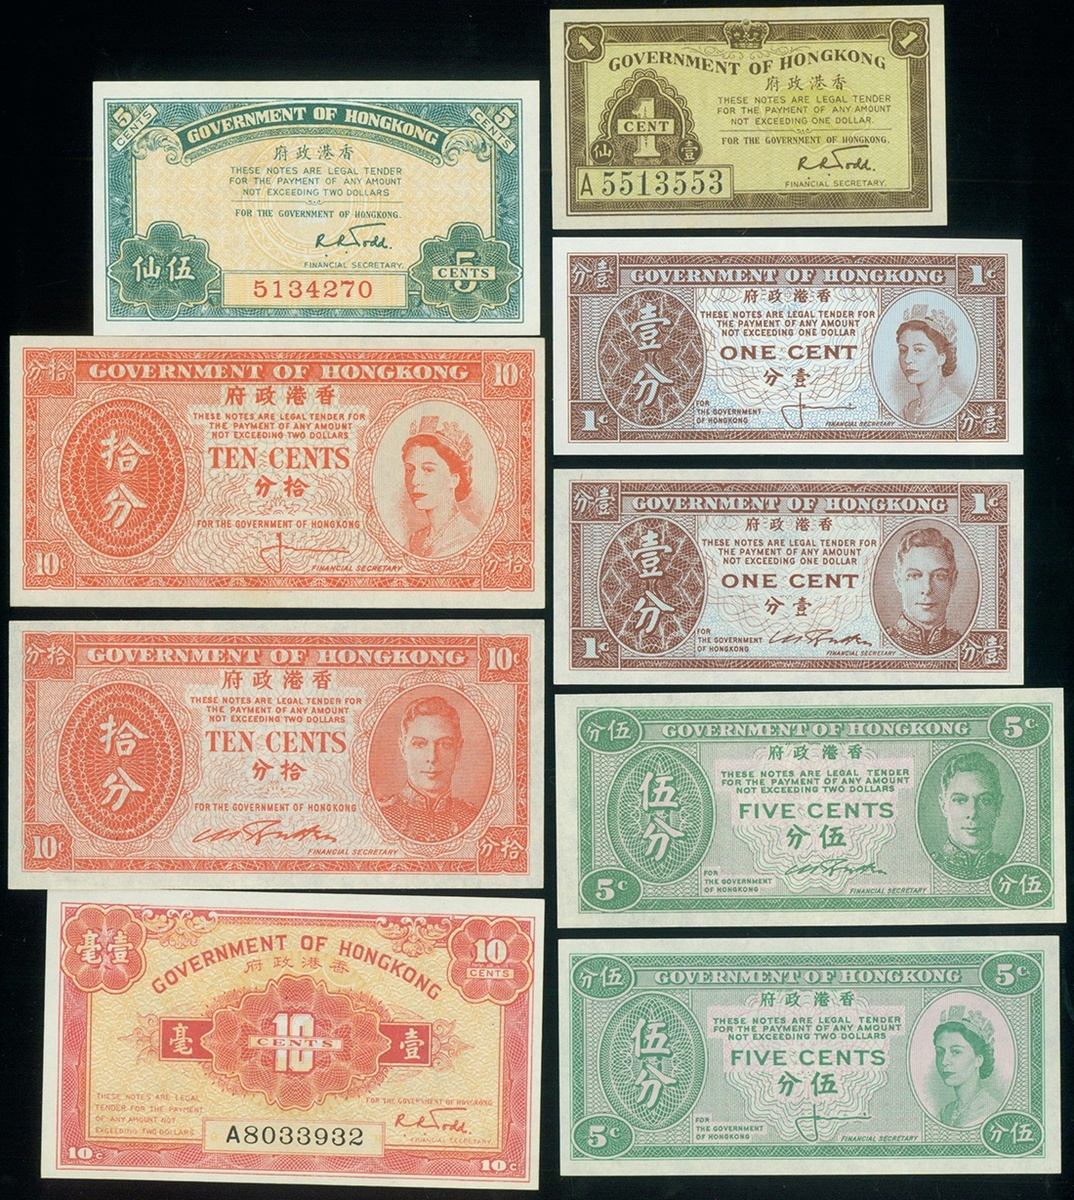 5 CENTS
GOVERNMENT OF HONGKONG
5 CENTS
府政港香
THESE NOTES ARE LEGAL TENDER
FOR THE PAYMENT OF ANY AMOUNT
NOT EXCEEDING TWO DOLLARS
FOR THE GOVERNMENT OF HONGKONG.
R.R. Todd.
FINANCIAL SECRETARY.
仙伍
5134270
5 CENTS
分拾
GOVERNMENT OF HONGKONG
10¢
府政港香
THESE NOTES ARE LEGAL TENDER FOR
THE PAYMENT OF ANY AMOUNT
NOT EXCEEDING TWO DOLLARS
拾分
TEN CENTS
分拾
FOR THE GOVERNMENT OF HONGKONG
10¢
FINANCIAL SECRETARY
分拾
分拾
GOVERNMENT OF HONGKONG
10¢
府政港香
THESE NOTES ARE LEGAL TENDER FOR
THE PAYMENT OF ANY AMOUNT
NOT EXCEEDING TWO DOLLARS
拾分
TEN CENTS
分拾
FOR THE GOVERNMENT OF HONGKONG
10¢
FINANCIAL SECRETARY
分拾
毫壹
GOVERNMENT OF HONGKONG
10 CENTS
府政港香
毫
10 CENTS
壹
THESE NOTES ARE LEGAL
TENDER FOR THE PAYMENT
OF ANY AMOUNT NOT
EXCEEDING TWO DOLLARS
FOR THE GOVERNMENT OF HONGKONG
R.R. Todd.
FINANCIAL SECRETARY.
A8033932
10¢
10¢
1
GOVERNMENT OF HONGKONG
1
府政港香
THESE NOTES ARE LEGAL TENDER
FOR THE PAYMENT OF ANY AMOUNT
NOT EXCEEDING ONE DOLLAR.
1 CENT
FOR THE GOVERNMENT OF HONGKONG.
仙壹
R.R. Todd.
A5513553
FINANCIAL SECRETARY.
分壹
GOVERNMENT OF HONGKONG
1¢
府政港香
THESE NOTES ARE LEGAL TENDER FOR
THE PAYMENT OF ANY AMOUNT
NOT EXCEEDING ONE DOLLAR
壹分
ONE CENT
分壹
FOR
THE GOVERNMENT
OF HONGKONG
1¢
FINANCIAL SECRETARY
分壹
分壹
GOVERNMENT OF HONGKONG
1¢
府政港香
THESE NOTES ARE LEGAL TENDER FOR
THE PAYMENT OF ANY AMOUNT
NOT EXCEEDING ONE DOLLAR
壹分
ONE CENT
分壹
FOR
THE GOVERNMENT
OF HONGKONG
1¢
FINANCIAL SECRETARY
分壹
分伍
GOVERNMENT OF HONGKONG
5¢
府政港香
THESE NOTES ARE LEGAL TENDER
FOR THE PAYMENT OF ANY AMOUNT
NOT EXCEEDING TWO DOLLARS
伍分
FIVE CENTS
分伍
FOR
THE GOVERNMENT
OF HONGKONG
5¢
FINANCIAL SECRETARY
分伍
分伍
GOVERNMENT OF HONGKONG
5¢
府政港香
THESE NOTES ARE LEGAL TENDER
FOR THE PAYMENT OF ANY AMOUNT
NOT EXCEEDING TWO DOLLARS
伍分
FIVE CENTS
分伍
FOR
THE GOVERNMENT
OF HONGKONG
5¢
FINANCIAL SECRETARY
分伍